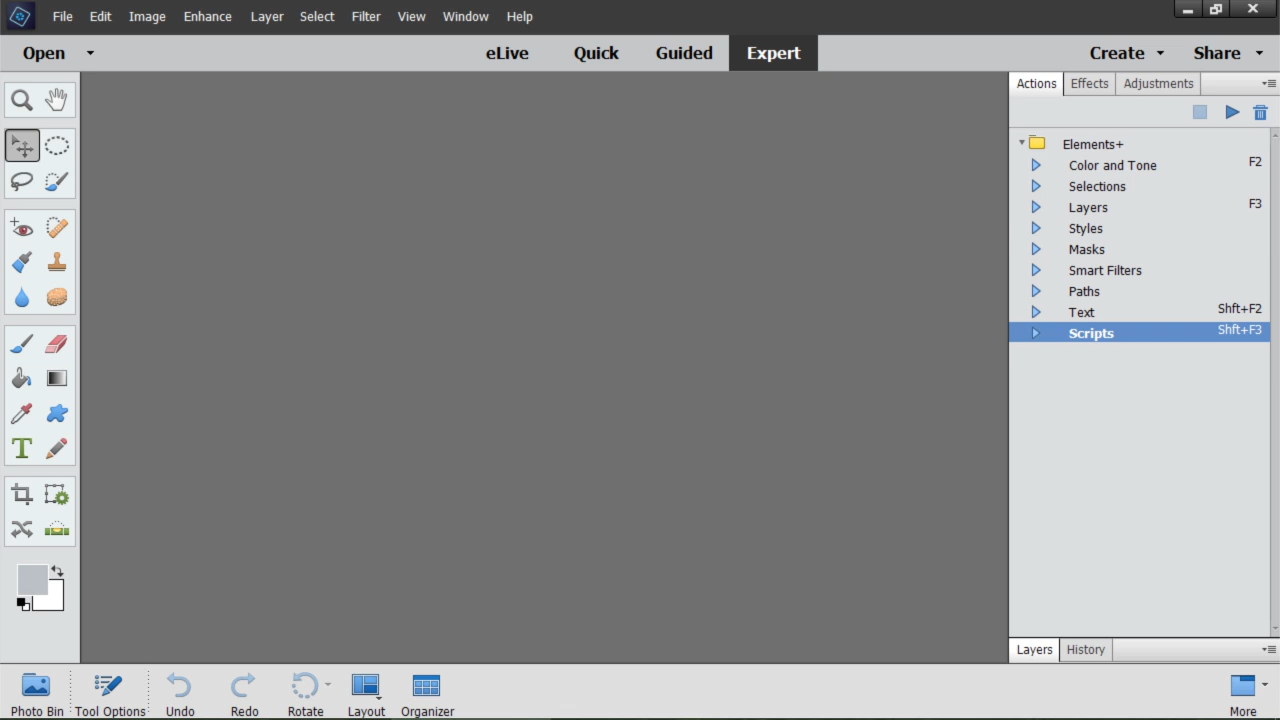 File Edit Image Enhance Layer Select Filter View Window Help
Open eLive Quick Guided Expert Create Share
Actions Effects Adjustments
Elements+
Color and Tone F2
Selections
Layers F3
Styles
Masks
Smart Filters
Paths
Text Shft+F2
Scripts Shft+F3
T
Layers History
Photo Bin Tool Options Undo Redo Rotate Layout Organizer More